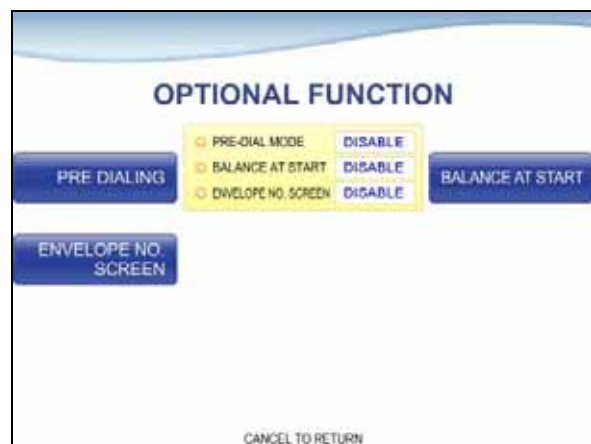 OPTIONAL FUNCTION
PRE-DIAL MODE DISABLE
BALANCE AT START DISABLE
ENVELOPE NO. SCREEN DISABLE
PRE DIALING
BALANCE AT START
ENVELOPE NO.
SCREEN
CANCEL TO RETURN